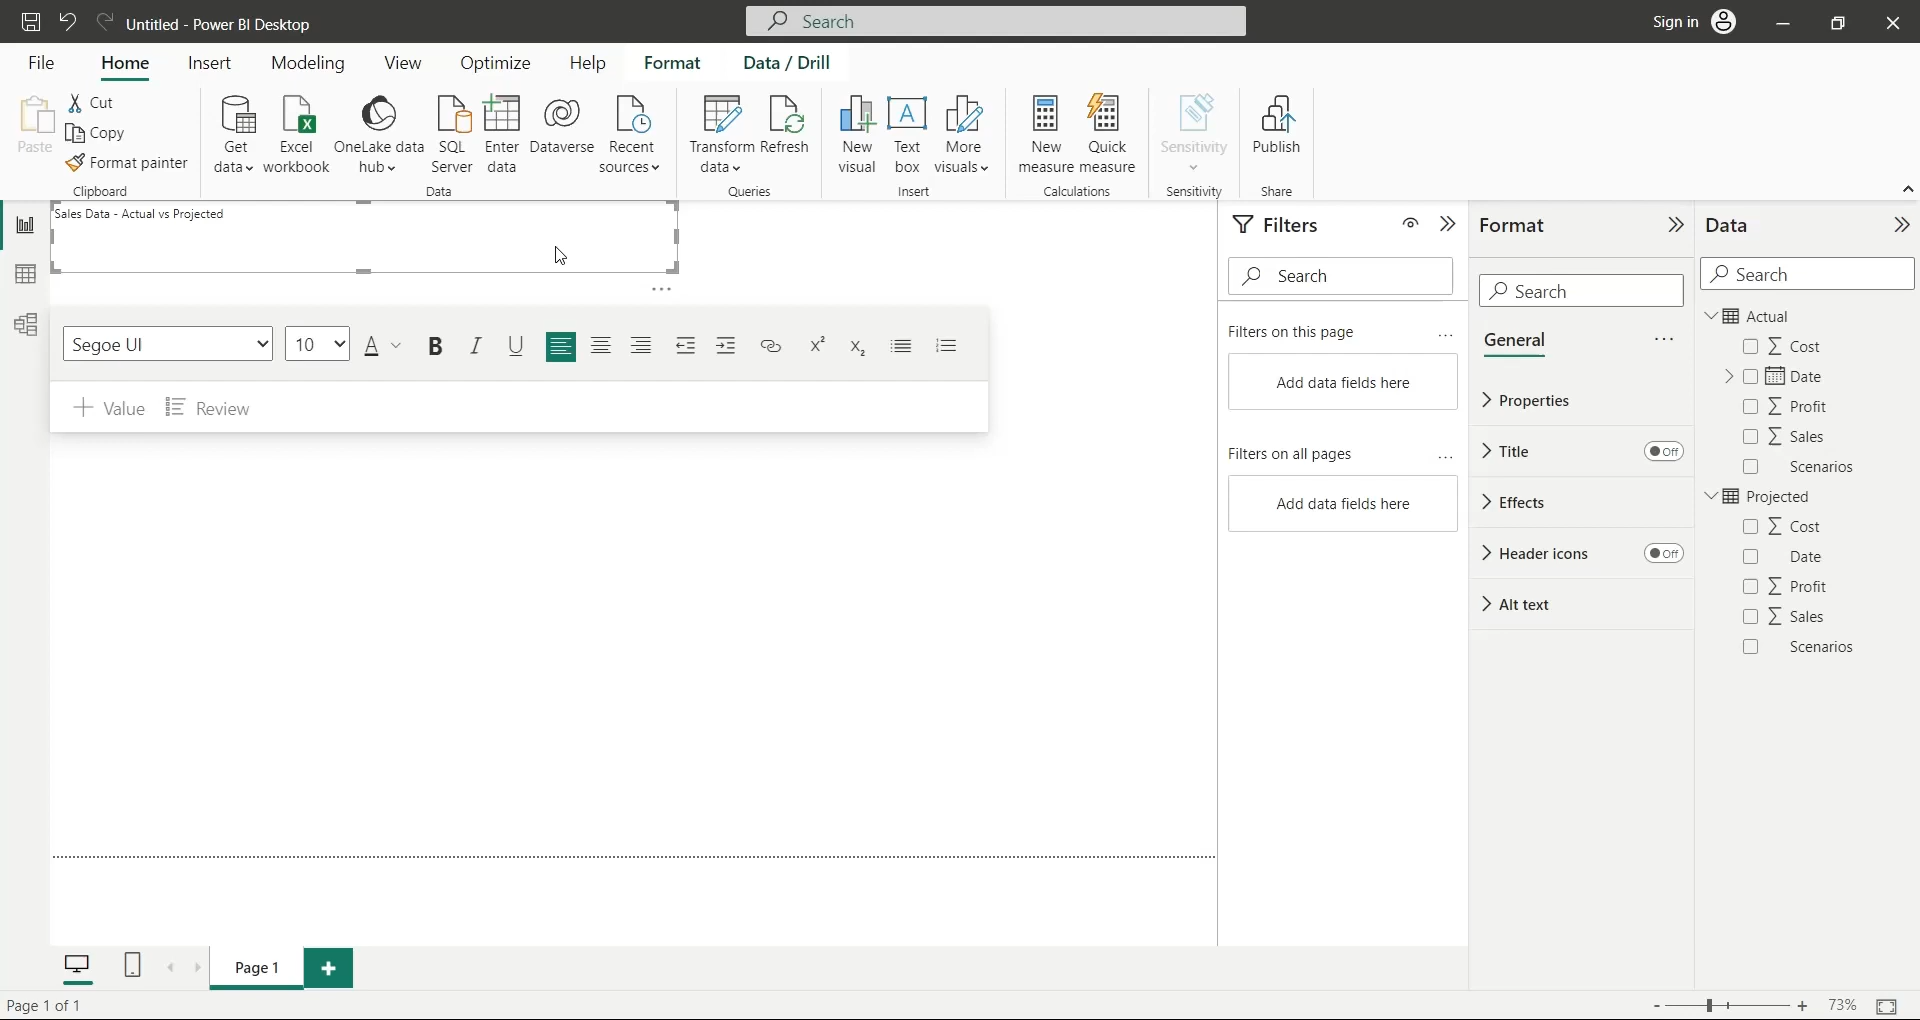 Untitled - Power BI Desktop
Search
Sign in
File Home Insert Modeling View Optimize Help Format Data / Drill
Paste
Cut
Copy
Format painter
Clipboard
Get data
Excel workbook
OneLake data hub
SQL Server
Enter data
Dataverse
Recent sources
Data
Transform data
Refresh
Queries
New visual
Text box
More visuals
Insert
New measure
Quick measure
Calculations
Sensitivity
Sensitivity
Publish
Share
Sales Data - Actual vs Projected
...
Segoe UI 10 A B I U x² x₂
+ Value Review
Filters
Search
Filters on this page ...
Add data fields here
Filters on all pages ...
Add data fields here
Format
Search
General ...
Properties
Title Off
Effects
Header icons Off
Alt text
Data
Search
Actual
Σ Cost
Date
Σ Profit
Σ Sales
Scenarios
Projected
Σ Cost
Date
Σ Profit
Σ Sales
Scenarios
Page 1 +
Page 1 of 1
- + 73%